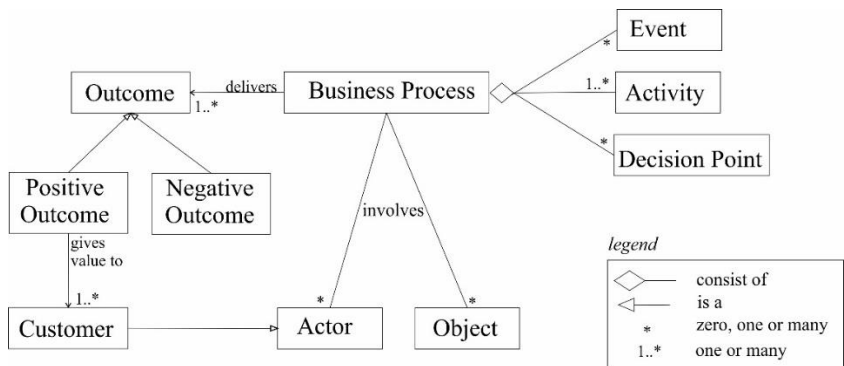 Event
*
Outcome
delivers
1..*
Business Process
1..*
Activity
*
Decision Point
Positive
Outcome
Negative
Outcome
involves
gives
value to
1..*
Customer
*
Actor
*
Object
legend
consist of
is a
* zero, one or many
1..* one or many